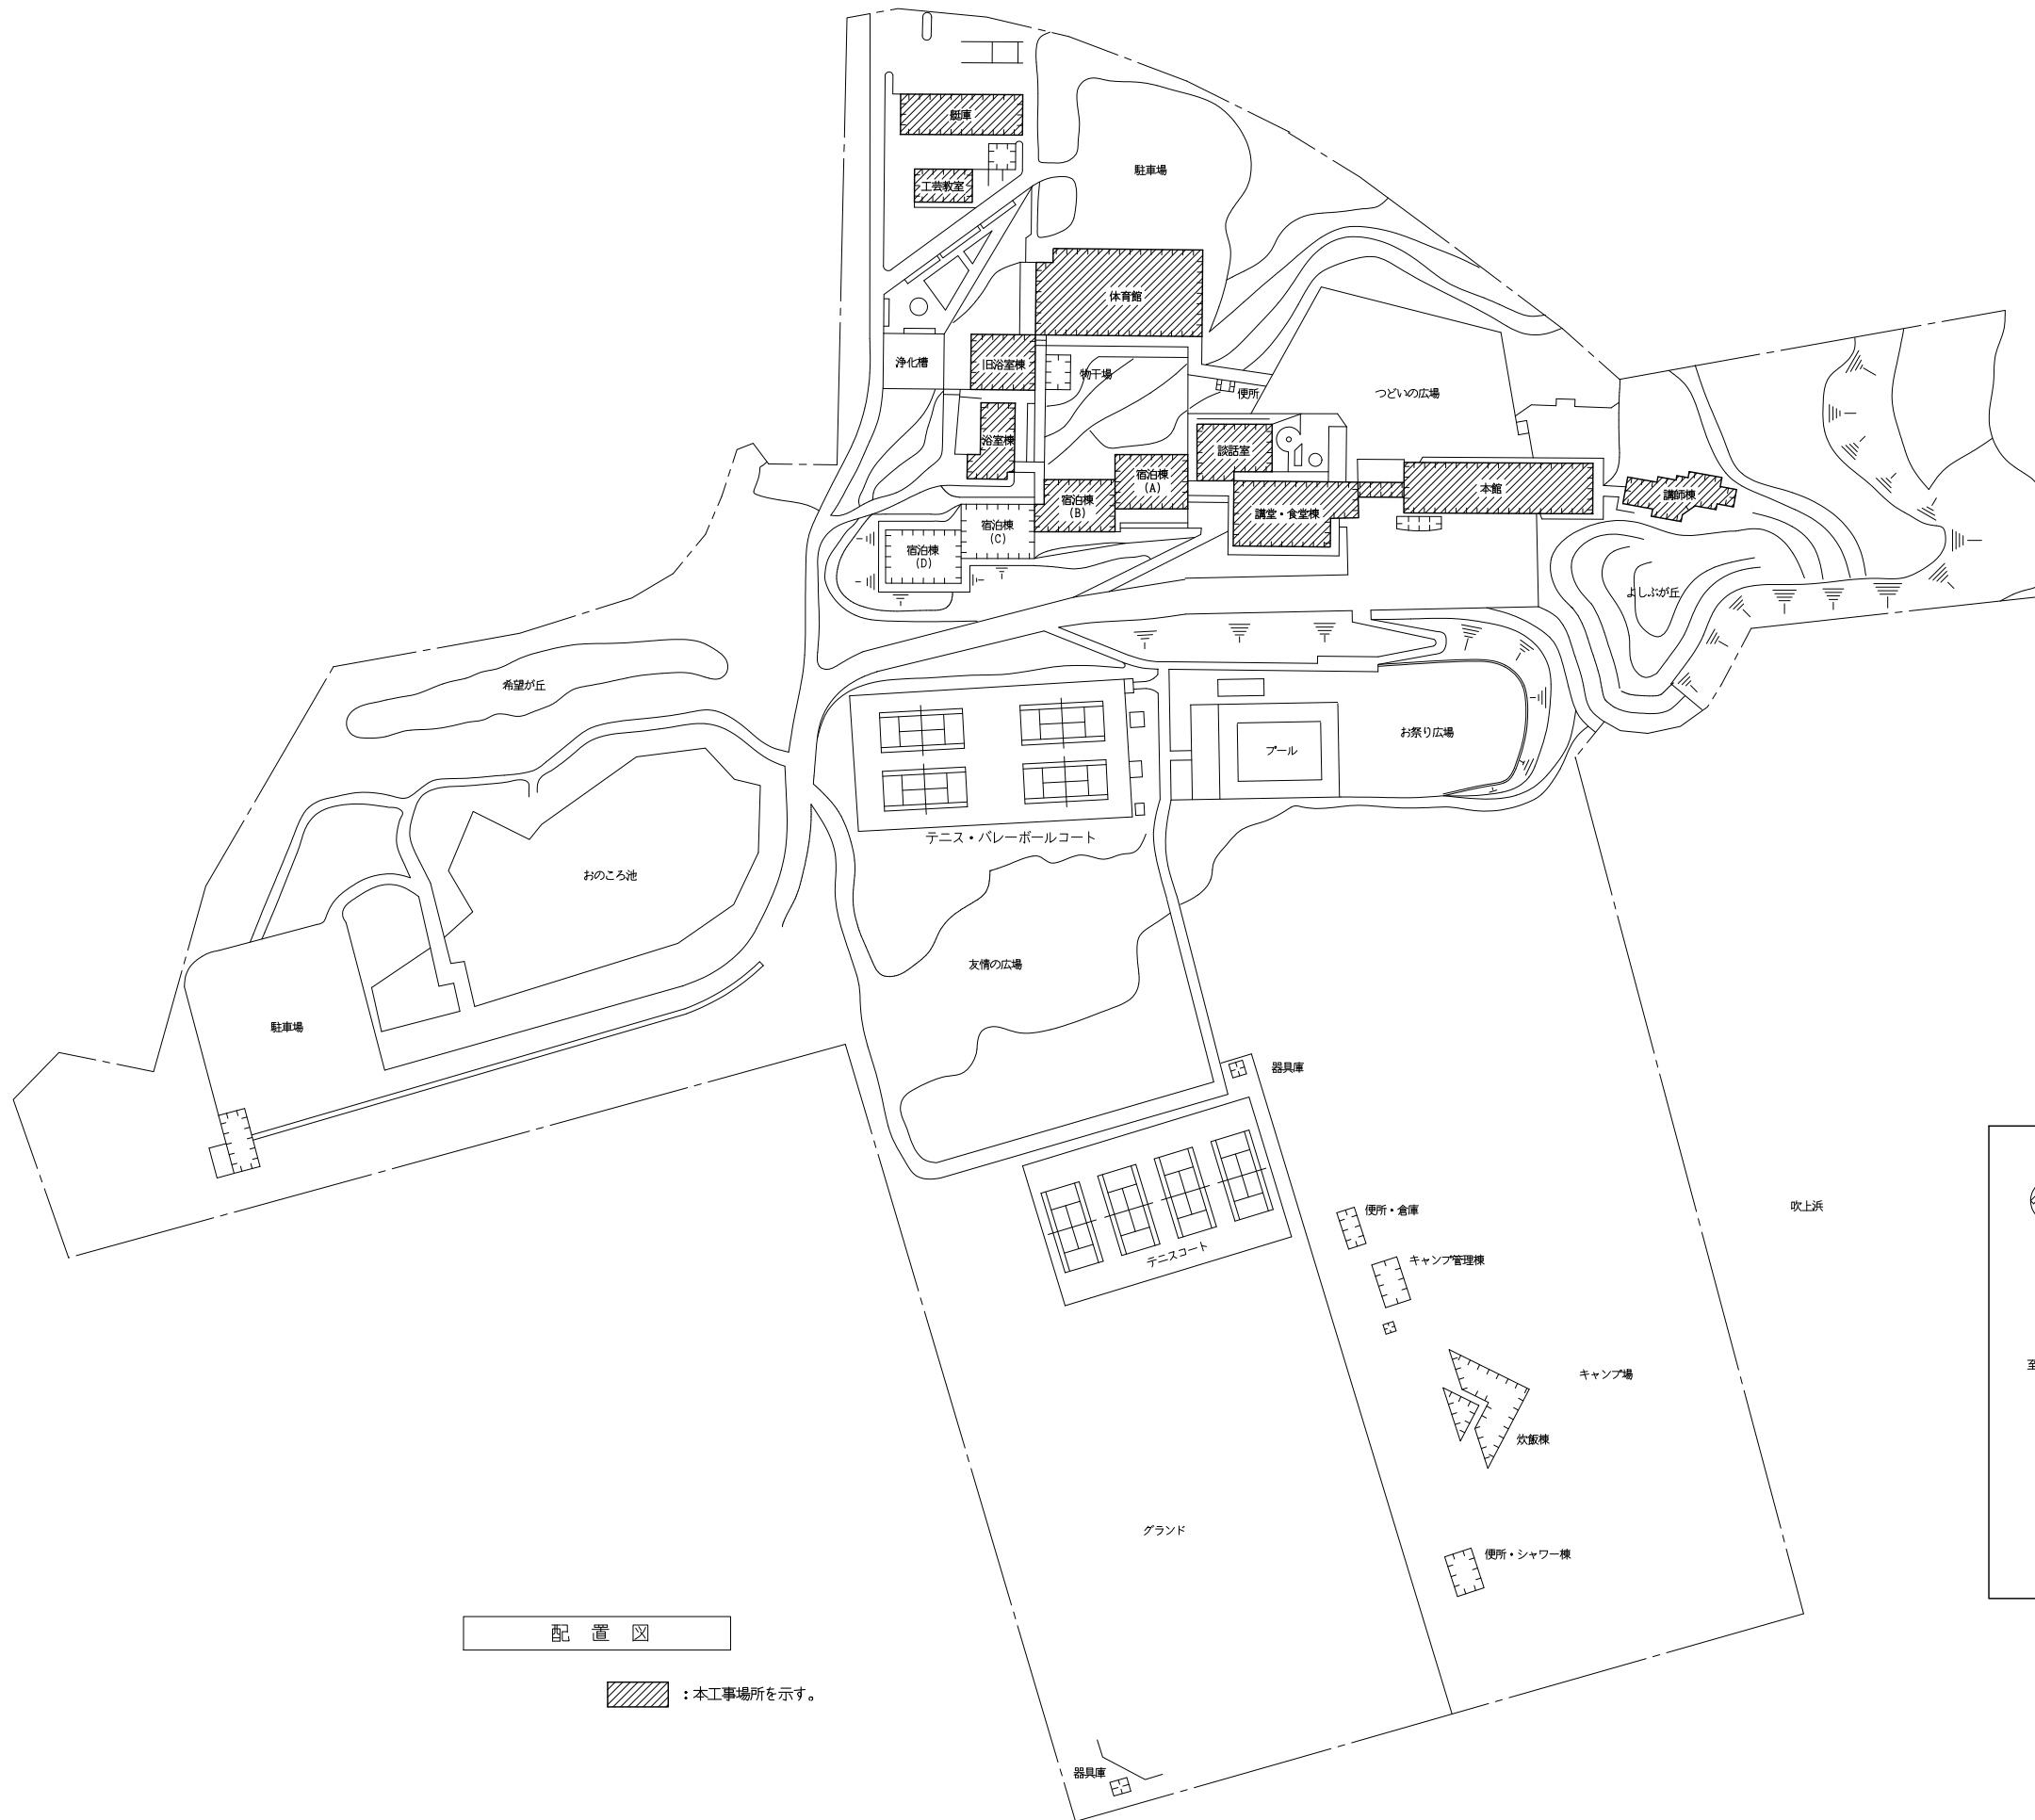 艇庫
工芸教室
駐車場
体育館
浄化槽
旧浴室棟
物干場
便所
つどいの広場
浴室棟
談話室
宿泊棟
(A)
宿泊棟
(B)
本館
講師棟
講堂・食堂棟
宿泊棟
(C)
宿泊棟
(D)
よしぶが丘
希望が丘
お祭り広場
プール
テニス・バレーボールコート
おのころ池
友情の広場
駐車場
器具庫
便所・倉庫
吹上浜
テニスコート
キャンプ管理棟
至
キャンプ場
炊飯棟
グランド
便所・シャワー棟
配置図
:本工事場所を示す。
器具庫